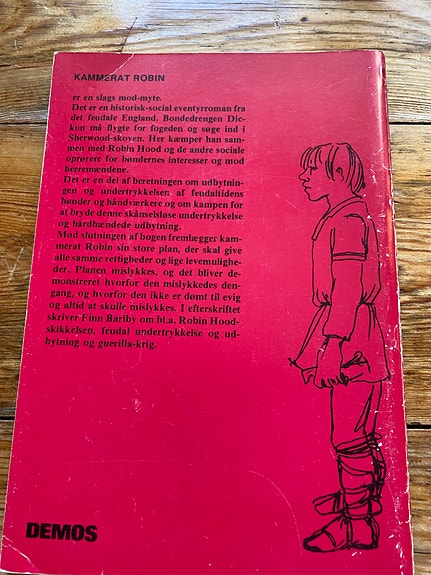 KAMMERAT ROBIN
er en slags mod-myte.
Det er en historisk-social eventyrroman fra
det feudale England. Bondedrengen Dic-
kon må flygte for fogeden og søge ind i
Sherwood-skoven. Her kæmper han sam-
men med Robin Hood og de andre sociale
oprørere for bøndernes interesser og mod
herremændene.
Det er en del af beretningen om udbytnin-
gen og undertrykkelsen af feudaltidens
bønder og håndværkere og om kampen for
at bryde denne skånselsløse undertrykkelse
og hårdhændede udbytning.
Mod slutningen af bogen fremlægger kam-
merat Robin sin store plan, der skal give
alle samme rettigheder og lige levemulighe-
der. Planen mislykkes, og det bliver de-
monstreret hvorfor den mislykkedes den-
gang, og hvorfor den ikke er dømt til evig
og altid at skulle mislykkes. I efterskriftet
skriver Finn Barlby om bl.a. Robin Hood-
skikkelsen, feudal undertrykkelse og ud-
bytning og guerilla-krig.
DEMOS